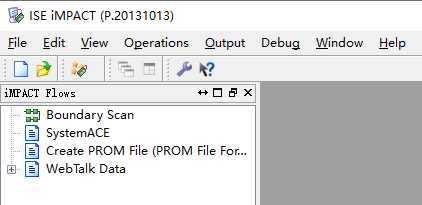 ISE iMPACT (P.20131013)
File Edit View Operations Output Debug Window Help
iMPACT Flows
Boundary Scan
SystemACE
Create PROM File (PROM File For...
WebTalk Data